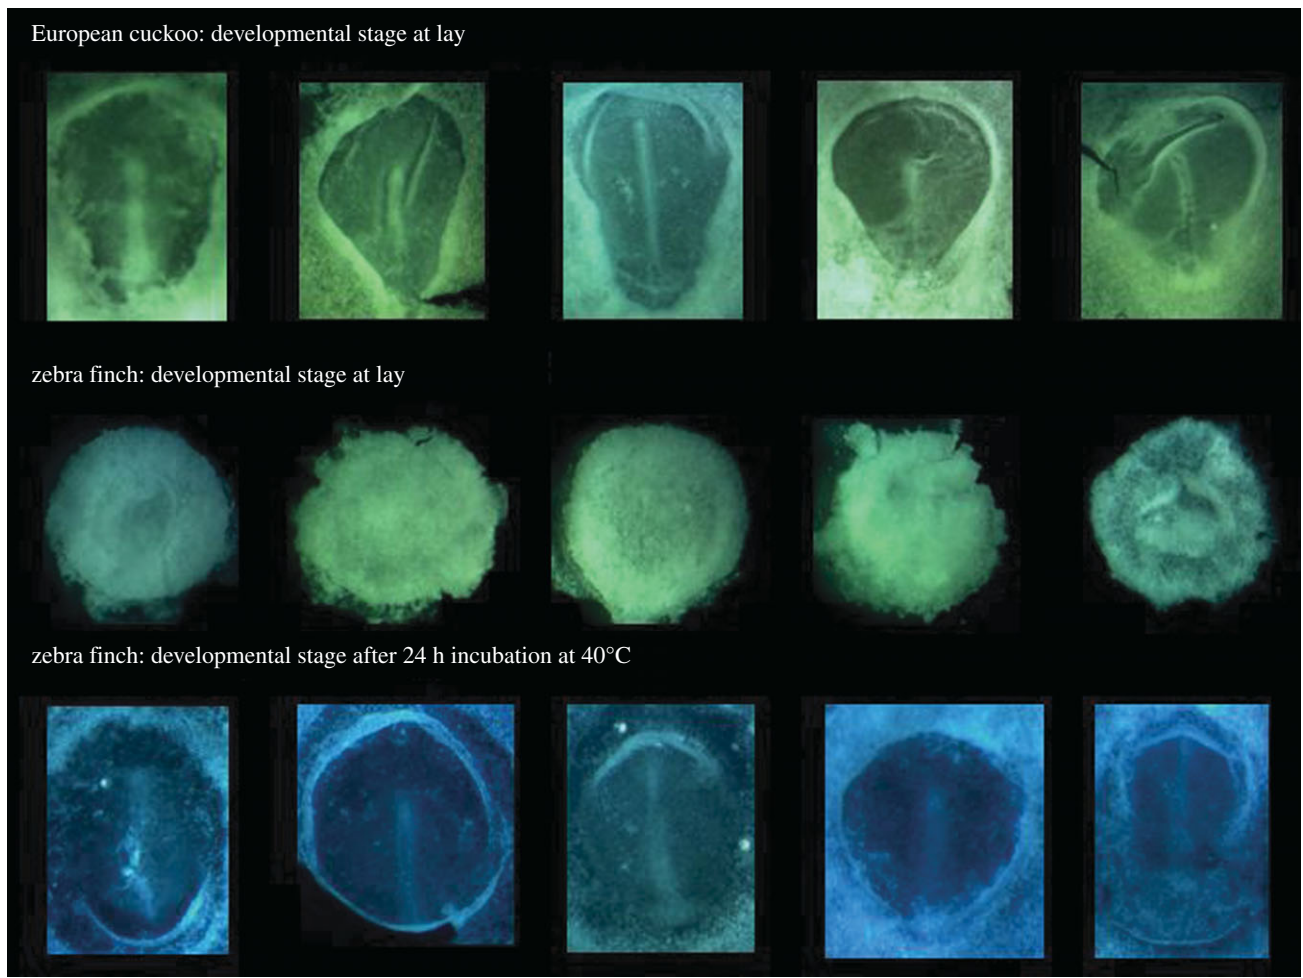 European cuckoo: developmental stage at lay
zebra finch: developmental stage at lay
zebra finch: developmental stage after 24 h incubation at 40°C